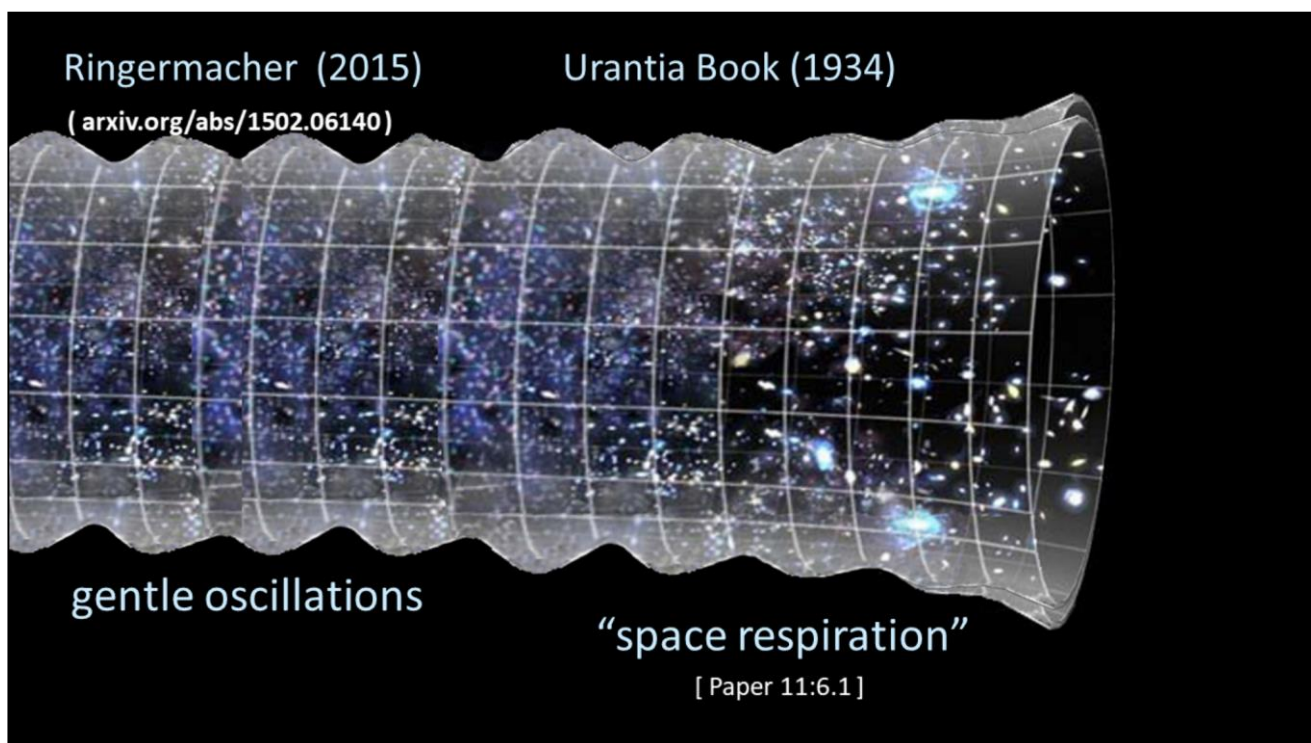 Ringermacher (2015)
( arxiv.org/abs/1502.06140 )
Urantia Book (1934)
gentle oscillations
“space respiration”
[ Paper 11:6.1 ]